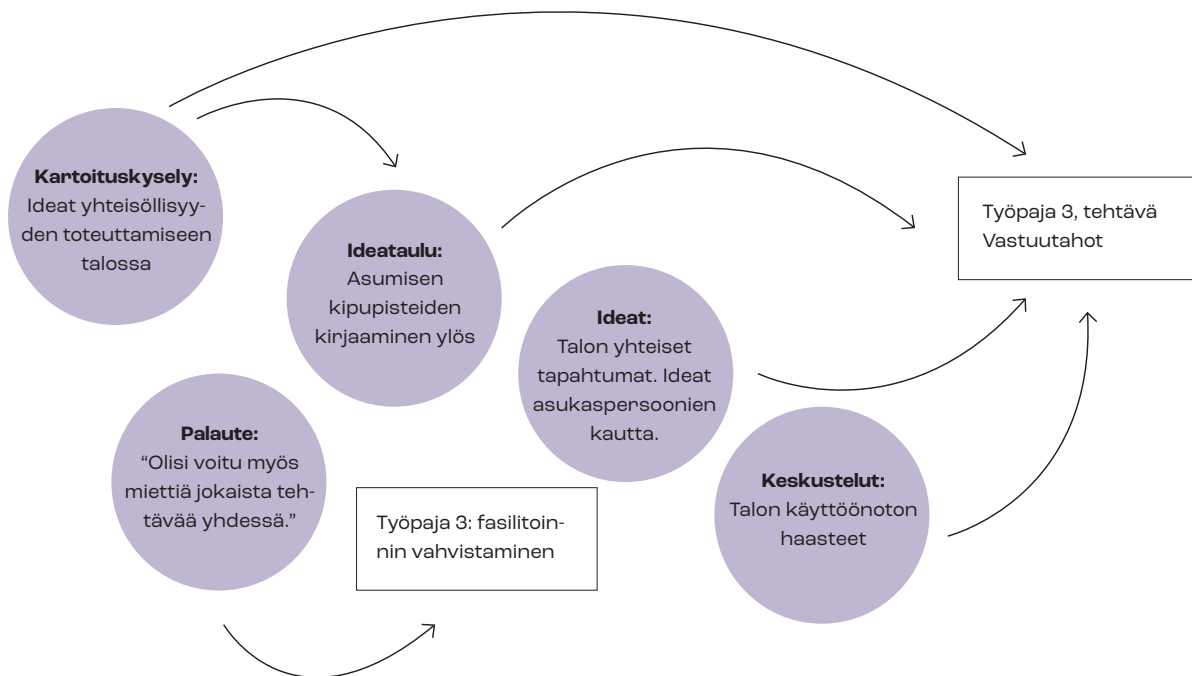 Kartoituskysely:
Ideat yhteisöllisyy-
den toteuttamiseen
talossa
Ideataulu:
Asumisen
kipupisteiden
kirjaaminen ylös
Työpaja 3, tehtävä
Vastuutahot
Ideat:
Talon yhteiset
tapahtumat. Ideat
asukaspersoonien
kautta.
Palaute:
“Olisi voitu myös
miettiä jokaista teh-
tävää yhdessä.”
Työpaja 3: fasilitoin-
nin vahvistaminen
Keskustelut:
Talon käyttöönoton
haasteet